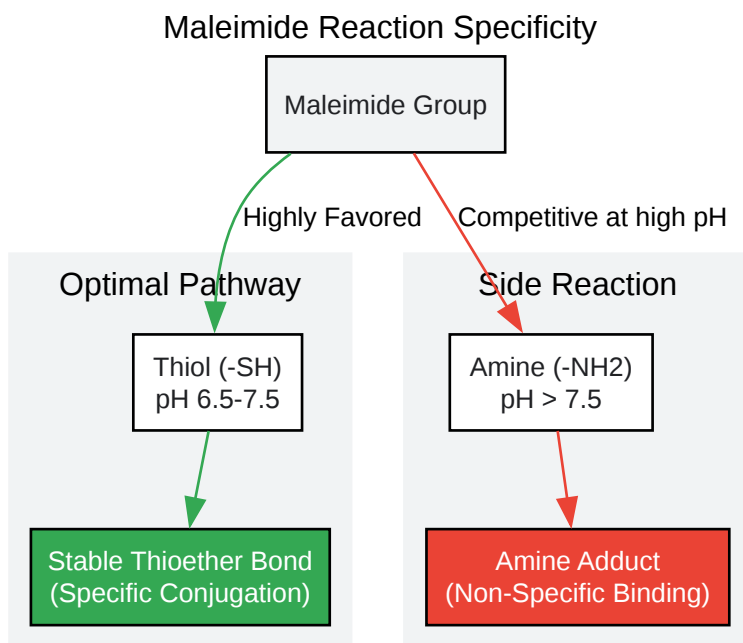 Maleimide Reaction Specificity
Maleimide Group
Highly Favored
Competitive at high pH
Optimal Pathway
Side Reaction
Thiol (-SH)
pH 6.5-7.5
Amine (-NH2)
pH > 7.5
Stable Thioether Bond
(Specific Conjugation)
Amine Adduct
(Non-Specific Binding)